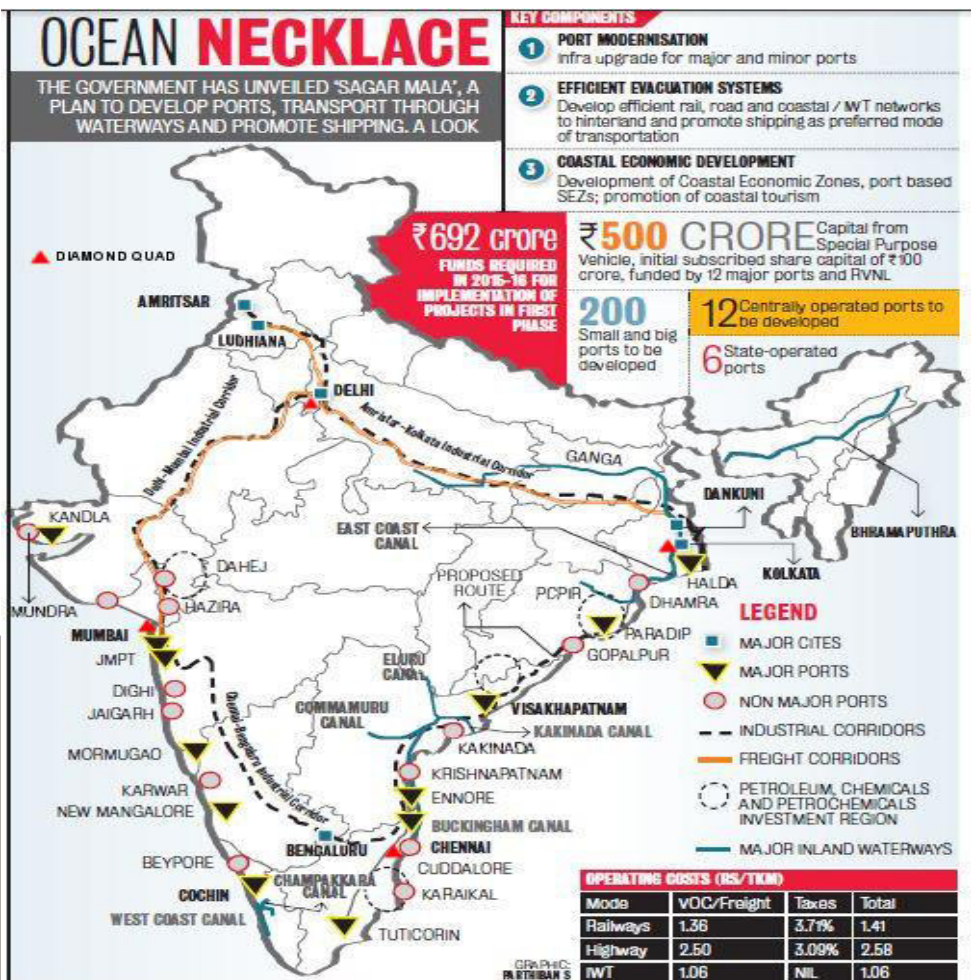 OCEAN NECKLACE
THE GOVERNMENT HAS UNVEILED 'SAGAR MALA', A
PLAN TO DEVELOP PORTS, TRANSPORT THROUGH
WATERWAYS AND PROMOTE SHIPPING. A LOOK
KEY COMPONENTS
1 PORT MODERNISATION
Infra upgrade for major and minor ports
2 EFFICIENT EVACUATION SYSTEMS
Develop efficient rail, road and coastal / IWT networks
to hinterland and promote shipping as preferred mode
of transportation
3 COASTAL ECONOMIC DEVELOPMENT
Development of Coastal Economic Zones, port based
SEZs; promotion of coastal tourism
₹692 crore
FUNDS REQUIRED
IN 2015-16 FOR
IMPLEMENTATION OF
PROJECTS IN FIRST
PHASE
₹500 CRORE Capital from
Special Purpose
Vehicle, initial subscribed share capital of ₹100
crore, funded by 12 major ports and RVNL
200
Small and big
ports to be
developed
12 Centrally operated ports to
be developed
6 State-operated
ports
DIAMOND QUAD
AMRITSAR
LUDHIANA
DELHI
Delhi-Mumbai Industrial Corridor
Amristar-Kolkata Industrial Corridor
GANGA
DANKUNI
BHRAMAPUTHRA
EAST COAST
CANAL
KOLKATA
HALDA
KANDLA
MUNDRA
DAHEJ
HAZIRA
PROPOSED
ROUTE
PCPIR
DHAMRA
PARADIP
GOPALPUR
MUMBAI
JMPT
DIGHI
JAIGARH
MORMUGAO
KARWAR
NEW MANGALORE
BEYPORE
COCHIN
WEST COAST CANAL
Chennai-Bengaluru Industrial Corridor
ELURU
CANAL
COMMAMURU
CANAL
VISAKHAPATNAM
KAKINADA CANAL
KAKINADA
KRISHNAPATNAM
ENNORE
BUCKINGHAM CANAL
BENGALURU
CHENNAI
CUDDALORE
CHAMPAKKARA
CANAL
KARAIKAL
TUTICORIN
LEGEND
MAJOR CITES
MAJOR PORTS
NON MAJOR PORTS
INDUSTRIAL CORRIDORS
FREIGHT CORRIDORS
PETROLEUM, CHEMICALS
AND PETROCHEMICALS
INVESTMENT REGION
MAJOR INLAND WATERWAYS
OPERATING COSTS (RS/TKM)
Mode VOC/Freight Taxes Total
Railways 1.36 3.71% 1.41
Highway 2.50 3.09% 2.58
IWT 1.06 NIL 1.06
GRAPHIC:
PARTHIBAN S